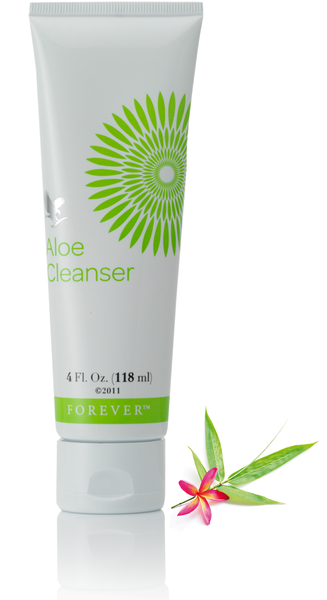 Aloe
Cleanser
4 Fl. Oz. (118 ml)
©2011
FOREVER™